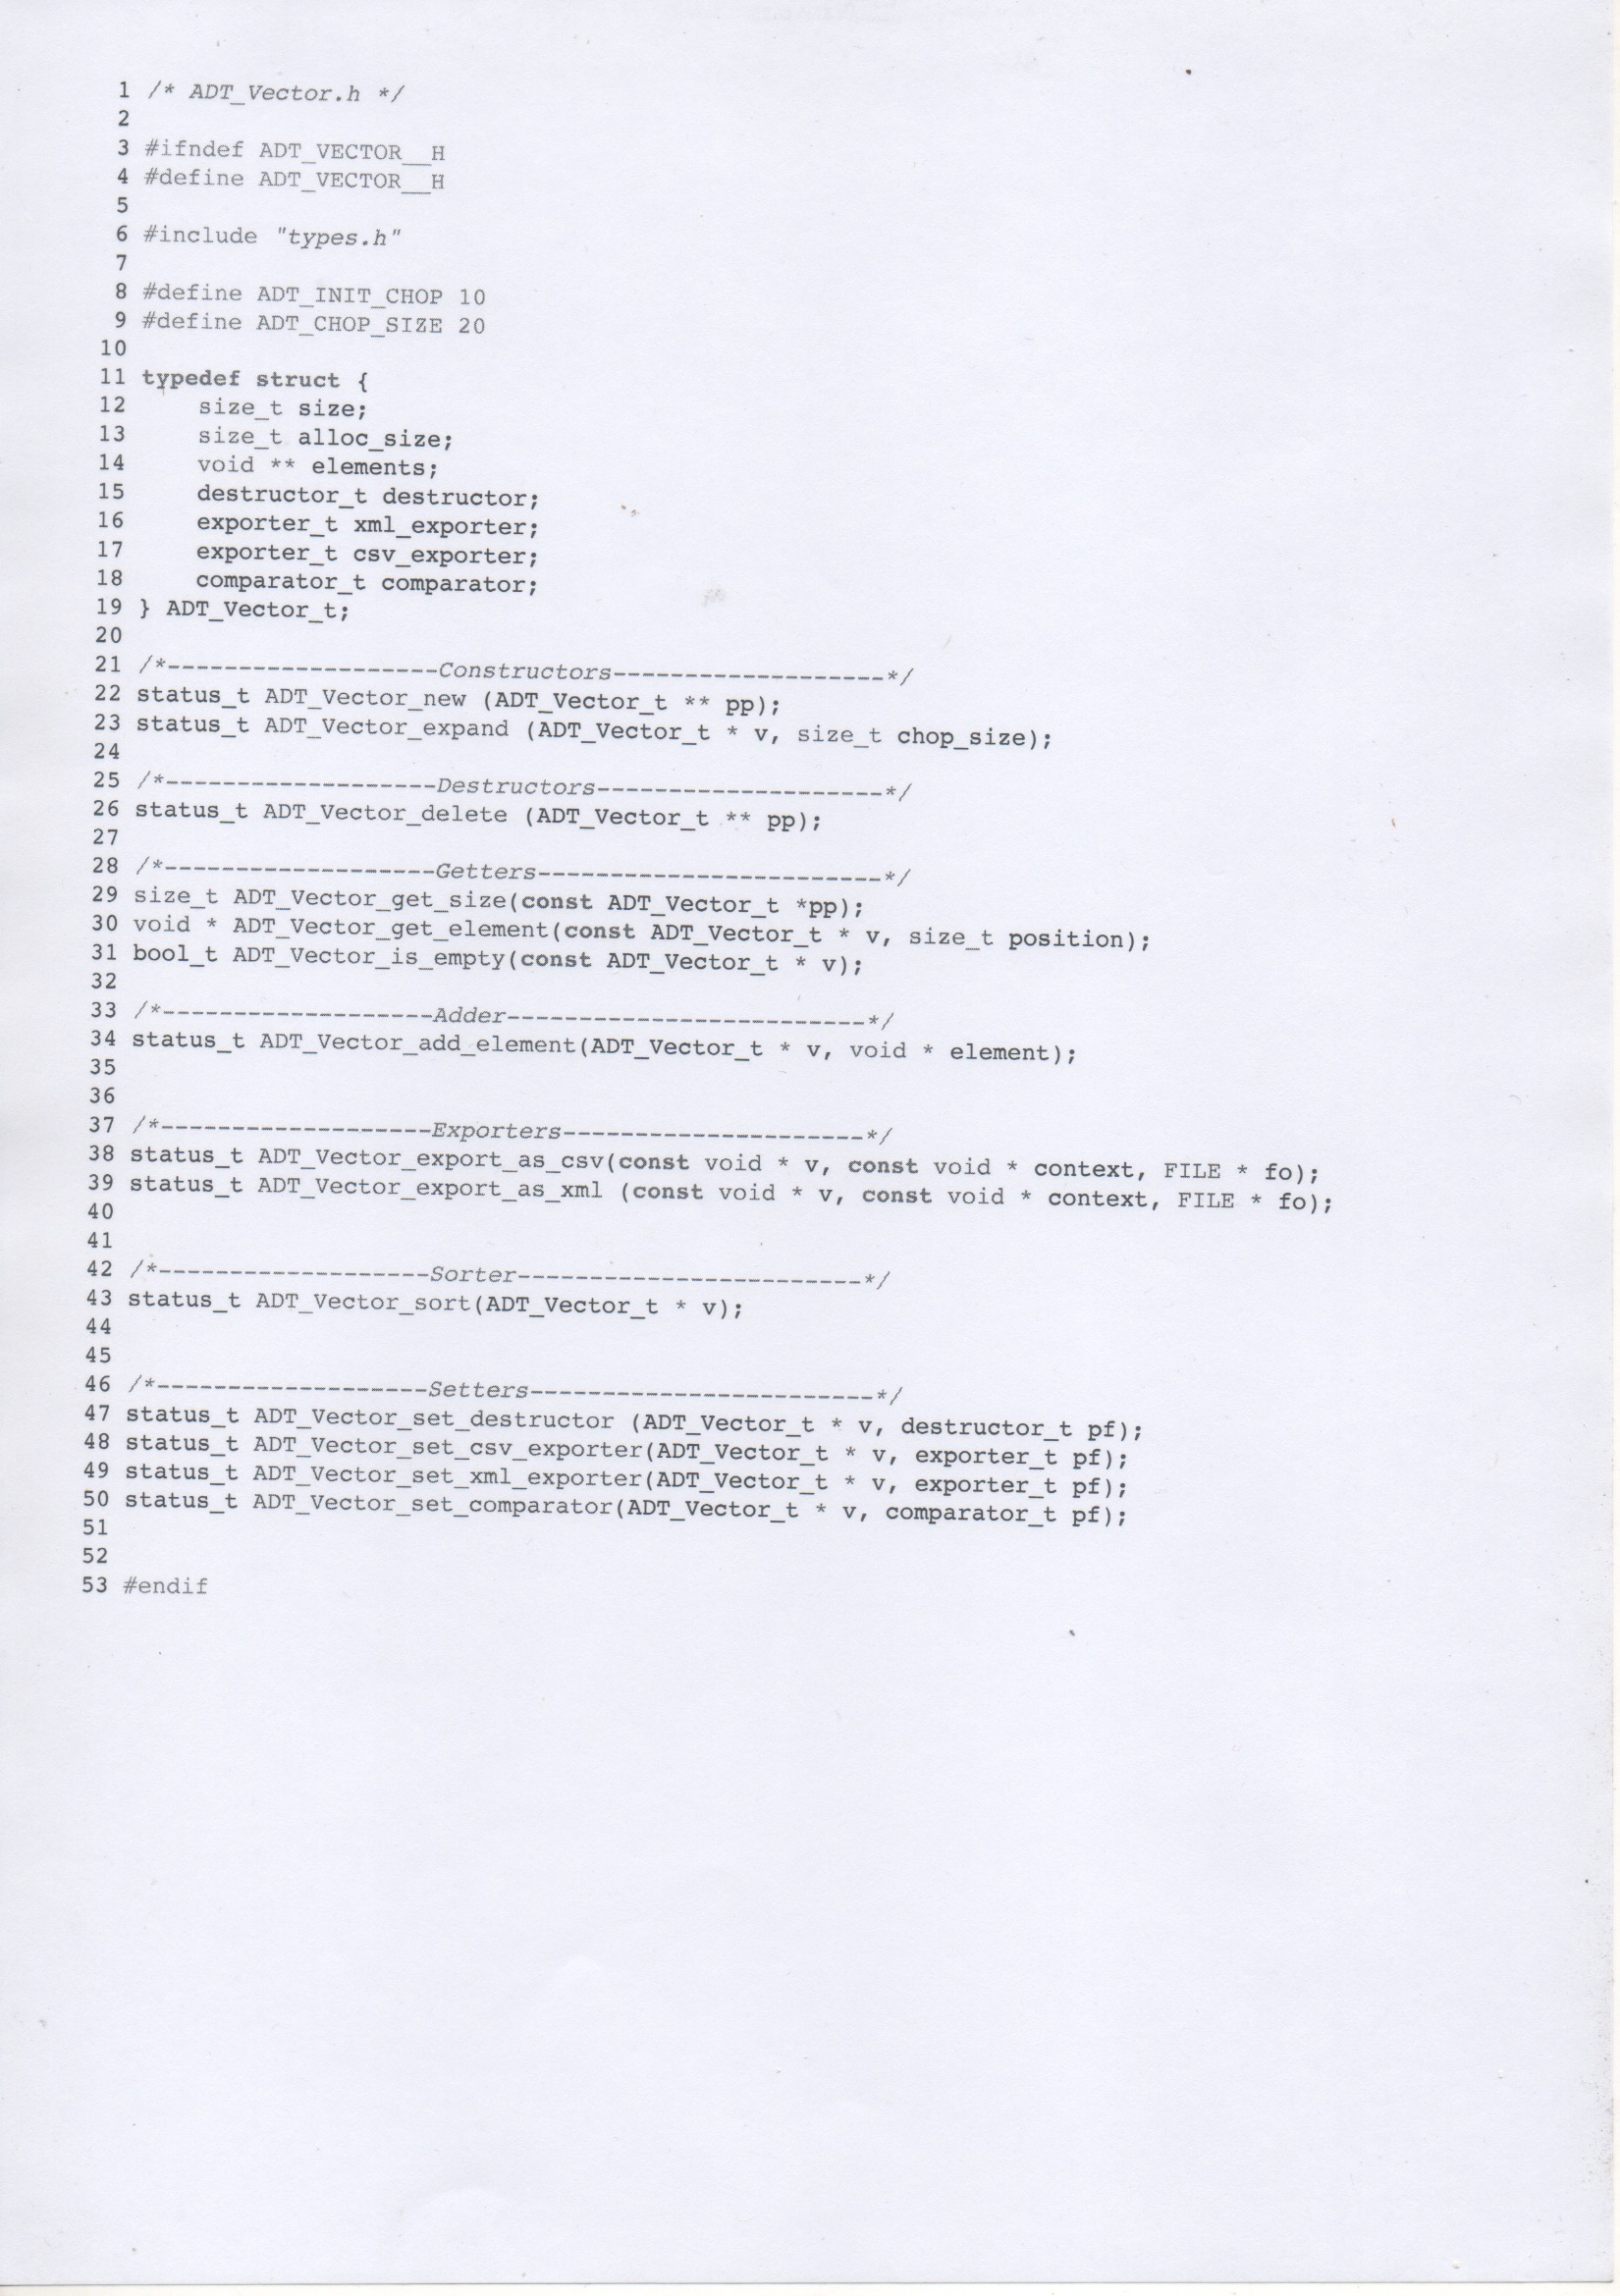 1 /* ADT_Vector.h */
2
3 #ifndef ADT_VECTOR__H
4 #define ADT_VECTOR__H
5
6 #include "types.h"
7
8 #define ADT_INIT_CHOP 10
9 #define ADT_CHOP_SIZE 20
10
11 typedef struct {
12     size_t size;
13     size_t alloc_size;
14     void ** elements;
15     destructor_t destructor;
16     exporter_t xml_exporter;
17     exporter_t csv_exporter;
18     comparator_t comparator;
19 } ADT_Vector_t;
20
21 /*-------------------Constructors-------------------*/
22 status_t ADT_Vector_new (ADT_Vector_t ** pp);
23 status_t ADT_Vector_expand (ADT_Vector_t * v, size_t chop_size);
24
25 /*-------------------Destructors--------------------*/
26 status_t ADT_Vector_delete (ADT_Vector_t ** pp);
27
28 /*-------------------Getters------------------------*/
29 size_t ADT_Vector_get_size(const ADT_Vector_t *pp);
30 void * ADT_Vector_get_element(const ADT_Vector_t * v, size_t position);
31 bool_t ADT_Vector_is_empty(const ADT_Vector_t * v);
32
33 /*-------------------Adder-------------------------*/
34 status_t ADT_Vector_add_element(ADT_Vector_t * v, void * element);
35
36
37 /*-------------------Exporters---------------------*/
38 status_t ADT_Vector_export_as_csv(const void * v, const void * context, FILE * fo);
39 status_t ADT_Vector_export_as_xml (const void * v, const void * context, FILE * fo);
40
41
42 /*-------------------Sorter------------------------*/
43 status_t ADT_Vector_sort(ADT_Vector_t * v);
44
45
46 /*-------------------Setters------------------------*/
47 status_t ADT_Vector_set_destructor (ADT_Vector_t * v, destructor_t pf);
48 status_t ADT_Vector_set_csv_exporter(ADT_Vector_t * v, exporter_t pf);
49 status_t ADT_Vector_set_xml_exporter(ADT_Vector_t * v, exporter_t pf);
50 status_t ADT_Vector_set_comparator(ADT_Vector_t * v, comparator_t pf);
51
52
53 #endif